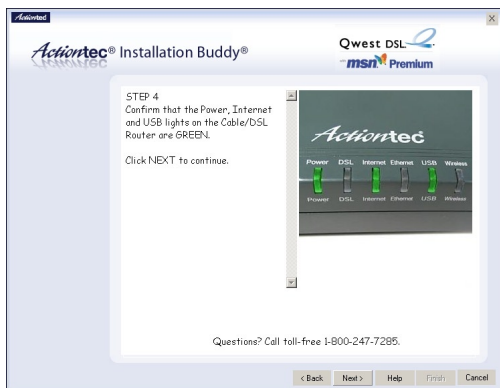 Actiontec
Actiontec® Installation Buddy®
Qwest DSL
msn Premium
STEP 4
Confirm that the Power, Internet
and USB lights on the Cable/DSL
Router are GREEN.
Click NEXT to continue.
Actiontec
Power DSL Internet Ethernet USB Wireless
Power DSL Internet Ethernet USB Wireless
Questions? Call toll-free 1-800-247-7285.
< Back Next > Help Finish Cancel